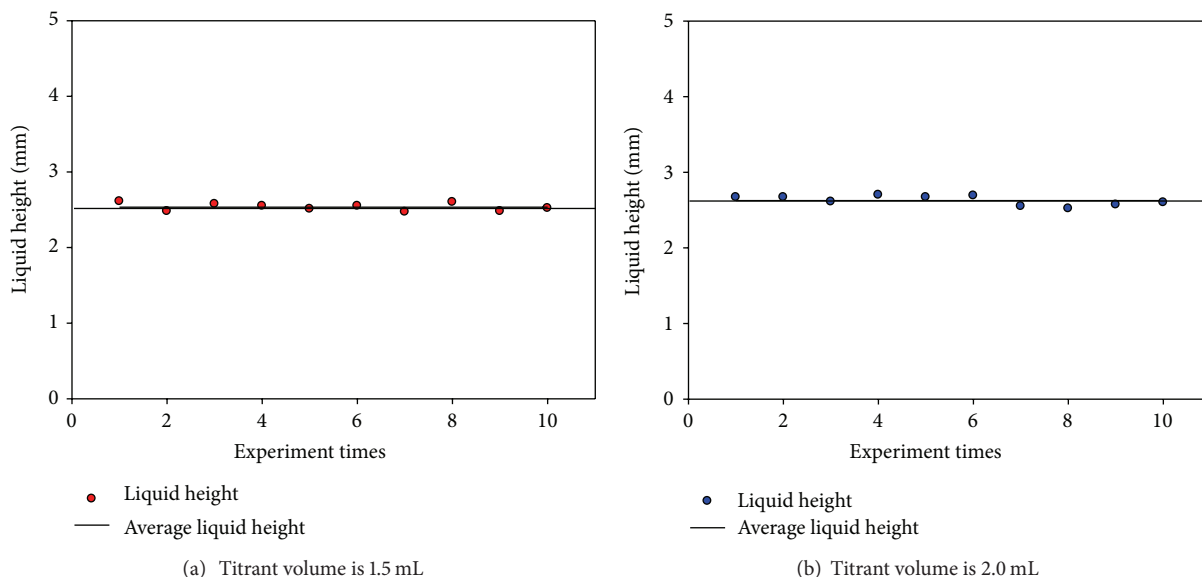 5
4
3
2
1
0
Liquid height (mm)
0 2 4 6 8 10
Experiment times
Liquid height
Average liquid height
(a) Titrant volume is 1.5 mL
5
4
3
2
1
0
Liquid height (mm)
0 2 4 6 8 10
Experiment times
Liquid height
Average liquid height
(b) Titrant volume is 2.0 mL